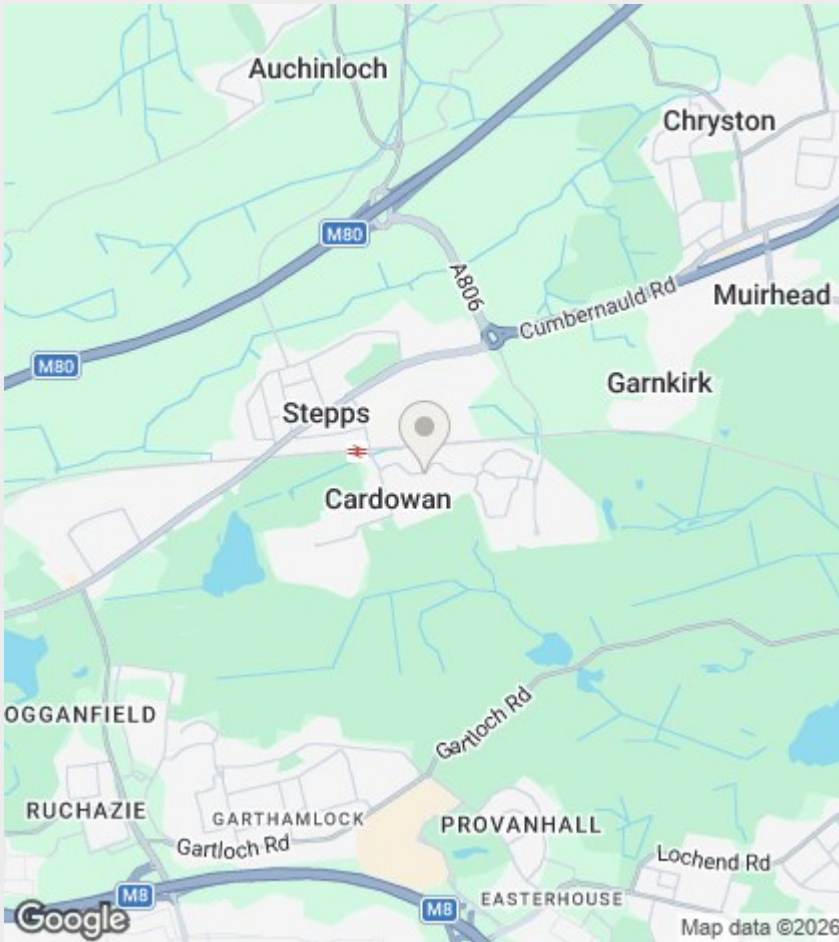 Auchinloch
Chryston
M80
A806
Cumbernauld Rd
Muirhead
M80
Garnkirk
Stepps
Cardowan
Gartloch Rd
OGGANFIELD
RUCHAZIE
GARTHAMLOCK
PROVANHALL
Gartloch Rd
Lochend Rd
M8
M8
EASTERHOUSE
Google
Map data ©2026